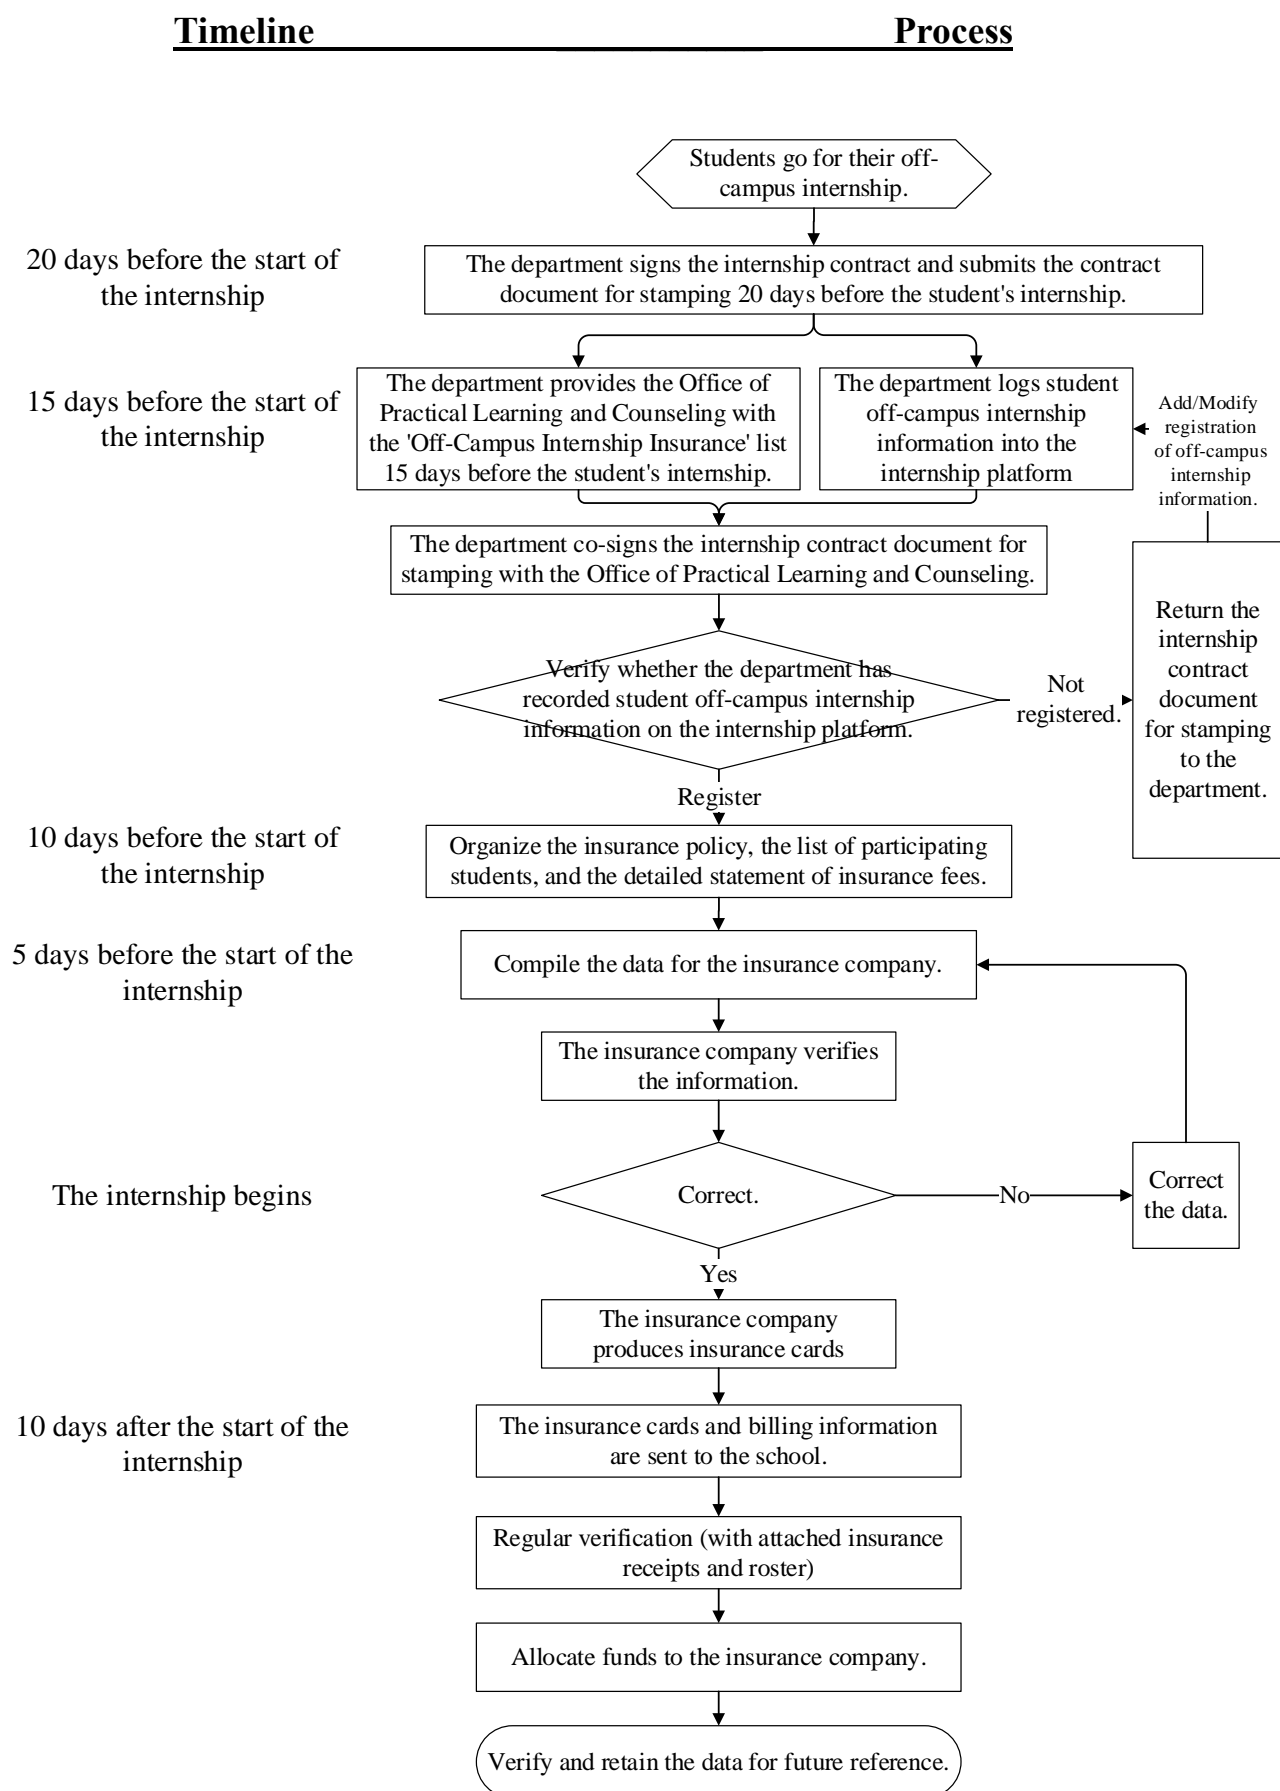 Timeline Process
Students go for their off-
campus internship.
20 days before the start of
the internship
The department signs the internship contract and submits the contract
document for stamping 20 days before the student's internship.
15 days before the start of
the internship
The department provides the Office of
Practical Learning and Counseling with
the 'Off-Campus Internship Insurance' list
15 days before the student's internship.
The department logs student
off-campus internship
information into the
internship platform
Add/Modify
registration
of off-campus
internship
information.
The department co-signs the internship contract document for
stamping with the Office of Practical Learning and Counseling.
Verify whether the department has
recorded student off-campus internship
information on the internship platform.
Not
registered.
Return the
internship
contract
document
for stamping
to the
department.
Register
10 days before the start of
the internship
Organize the insurance policy, the list of participating
students, and the detailed statement of insurance fees.
5 days before the start of the
internship
Compile the data for the insurance company.
The insurance company verifies
the information.
The internship begins
Correct.
No
Correct
the data.
Yes
The insurance company
produces insurance cards
10 days after the start of the
internship
The insurance cards and billing information
are sent to the school.
Regular verification (with attached insurance
receipts and roster)
Allocate funds to the insurance company.
Verify and retain the data for future reference.